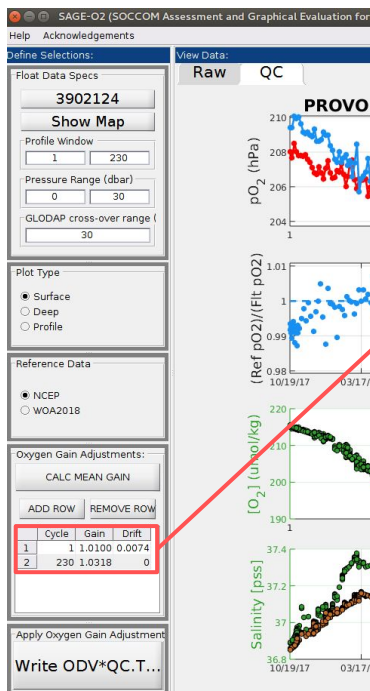 SAGE-O2 (SOCCOM Assessment and Graphical Evaluation for
Help Acknowledgements
Define Selections:
Float Data Specs
3902124
Show Map
Profile Window
1 230
Pressure Range (dbar)
0 30
GLODAP cross-over range (
30
Plot Type
Surface
Deep
Profile
Reference Data
NCEP
WOA2018
Oxygen Gain Adjustments:
CALC MEAN GAIN
ADD ROW REMOVE ROW
Cycle Gain Drift
1 1 1.0100 0.0074
2 230 1.0318 0
Apply Oxygen Gain Adjustment
Write ODV*QC.T...
View Data:
Raw QC
PROVO
pO2 (hPa)
210
208
206
204
1
(Ref pO2)/(Flt pO2)
1.01
1
0.99
0.98
10/19/17 03/17/
[O2] (umol/kg)
220
210
200
190
1
Salinity [pss]
37.4
37.2
37
36.8
10/19/17 03/17/